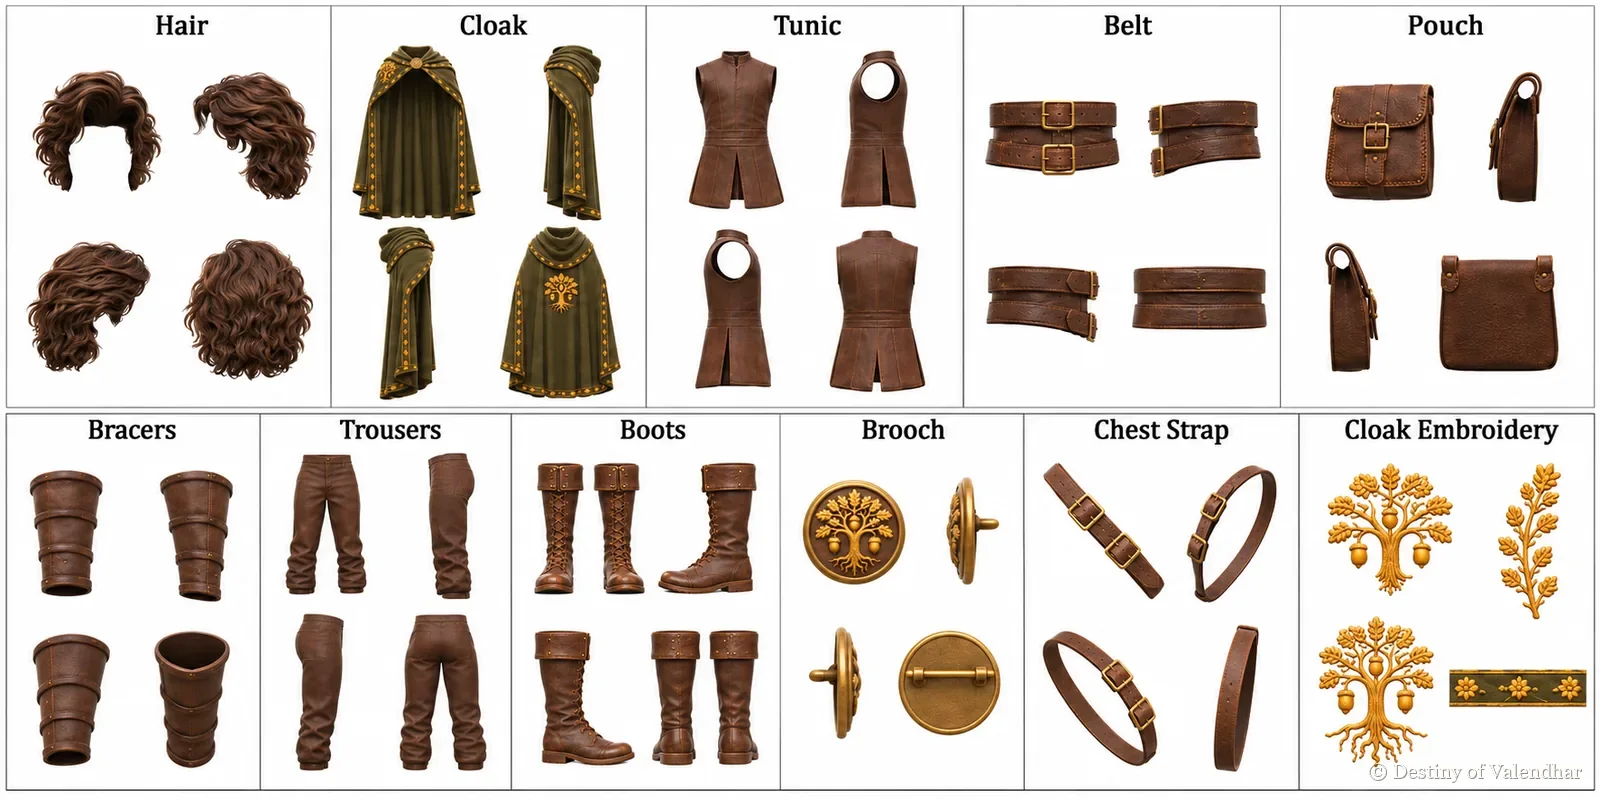 Hair
Cloak
Tunic
Belt
Pouch
Bracers
Trousers
Boots
Brooch
Chest Strap
Cloak Embroidery
© Destiny of Valendhar